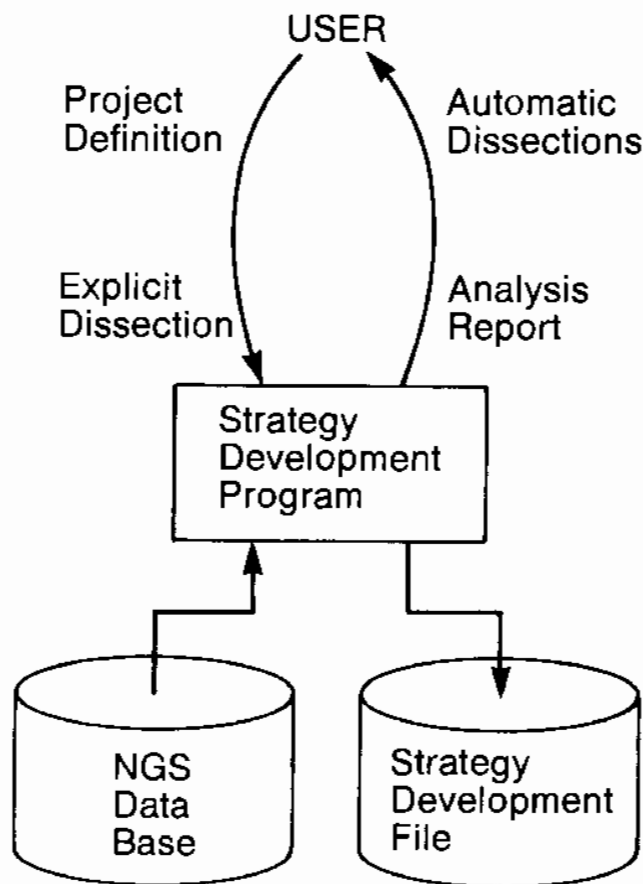 USER
Project
Definition
Automatic
Dissections
Explicit
Dissection
Analysis
Report
Strategy
Development
Program
NGS
Data
Base
Strategy
Development
File